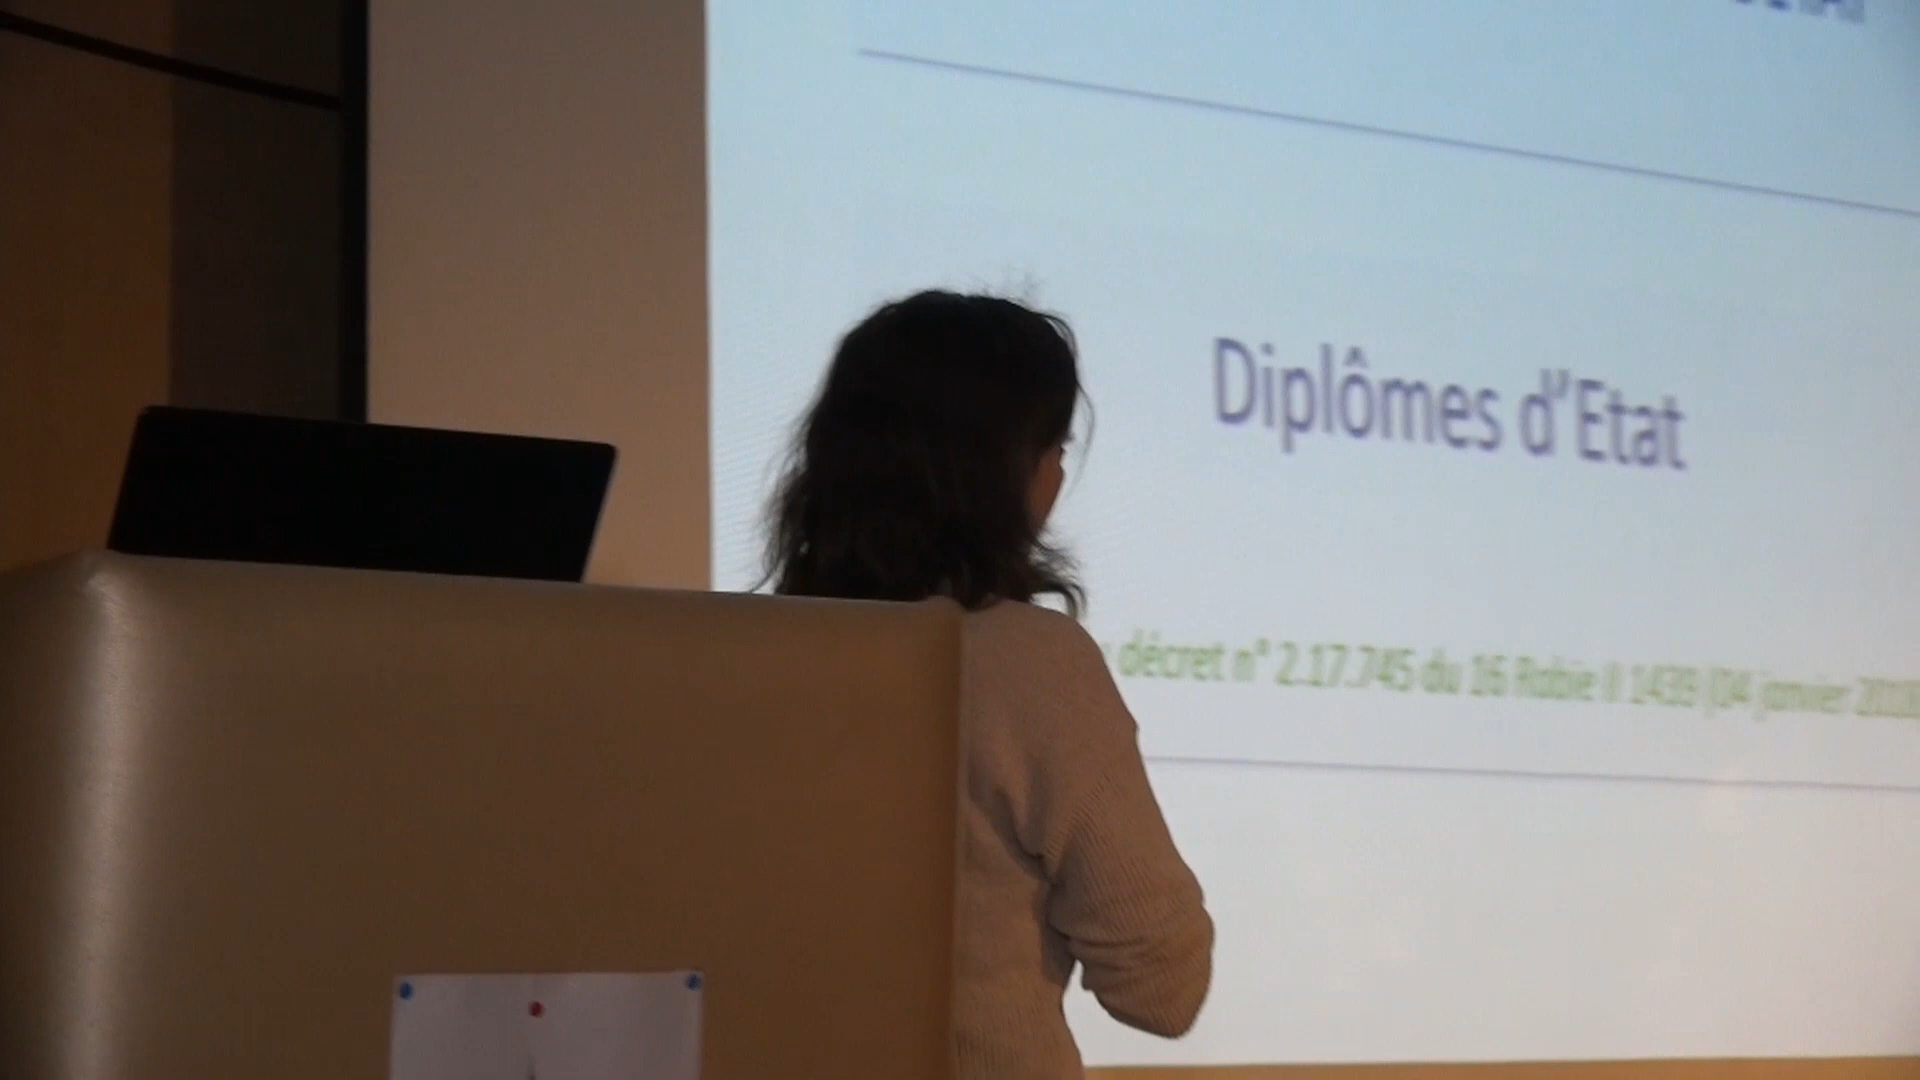 Diplômes d'Etat
décret n° 2.17.745 du 16 Rabie II 1439 (04 janvier